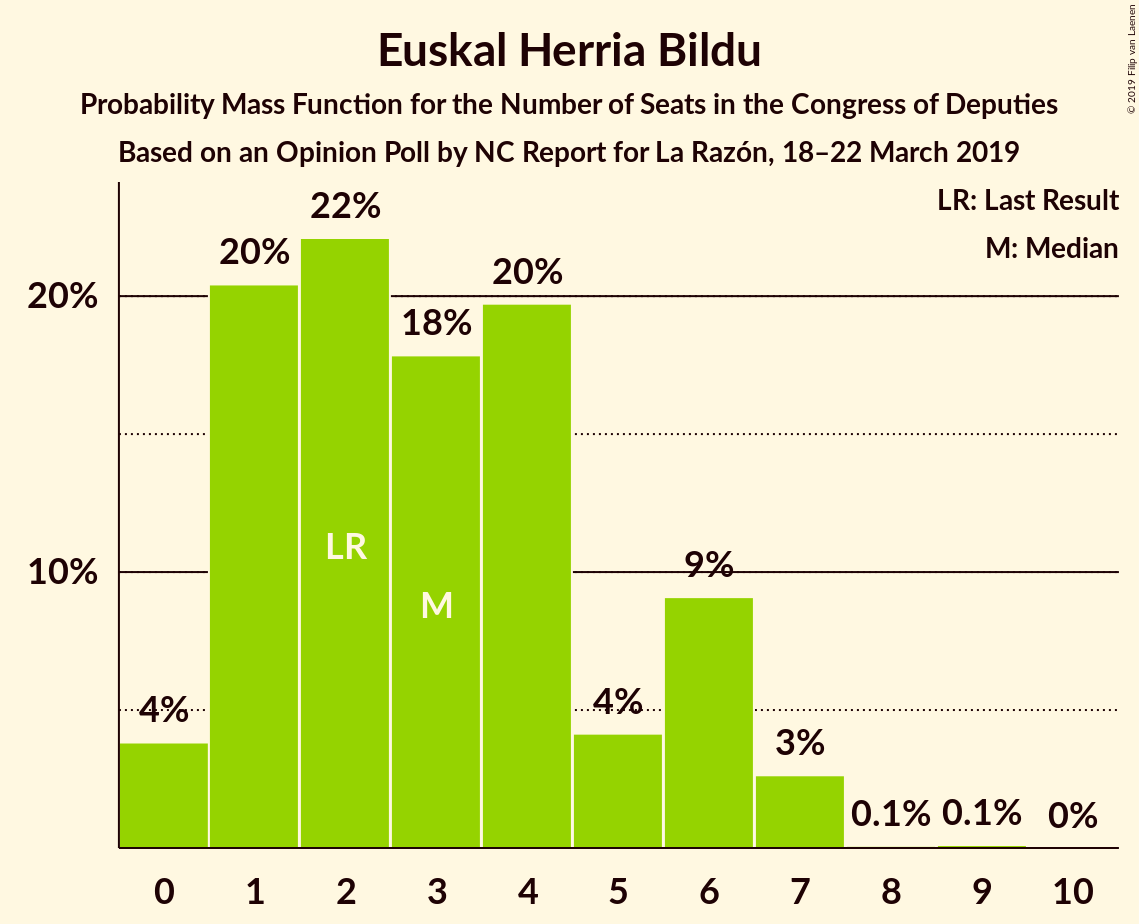 Euskal Herria Bildu
Probability Mass Function for the Number of Seats in the Congress of Deputies
Based on an Opinion Poll by NC Report for La Razón, 18–22 March 2019
© 2019 Filip van Laenen
LR: Last Result
M: Median
20%
10%
4%
20%
22%
18%
20%
4%
9%
3%
0.1%
0.1%
0%
LR
M
0 1 2 3 4 5 6 7 8 9 10